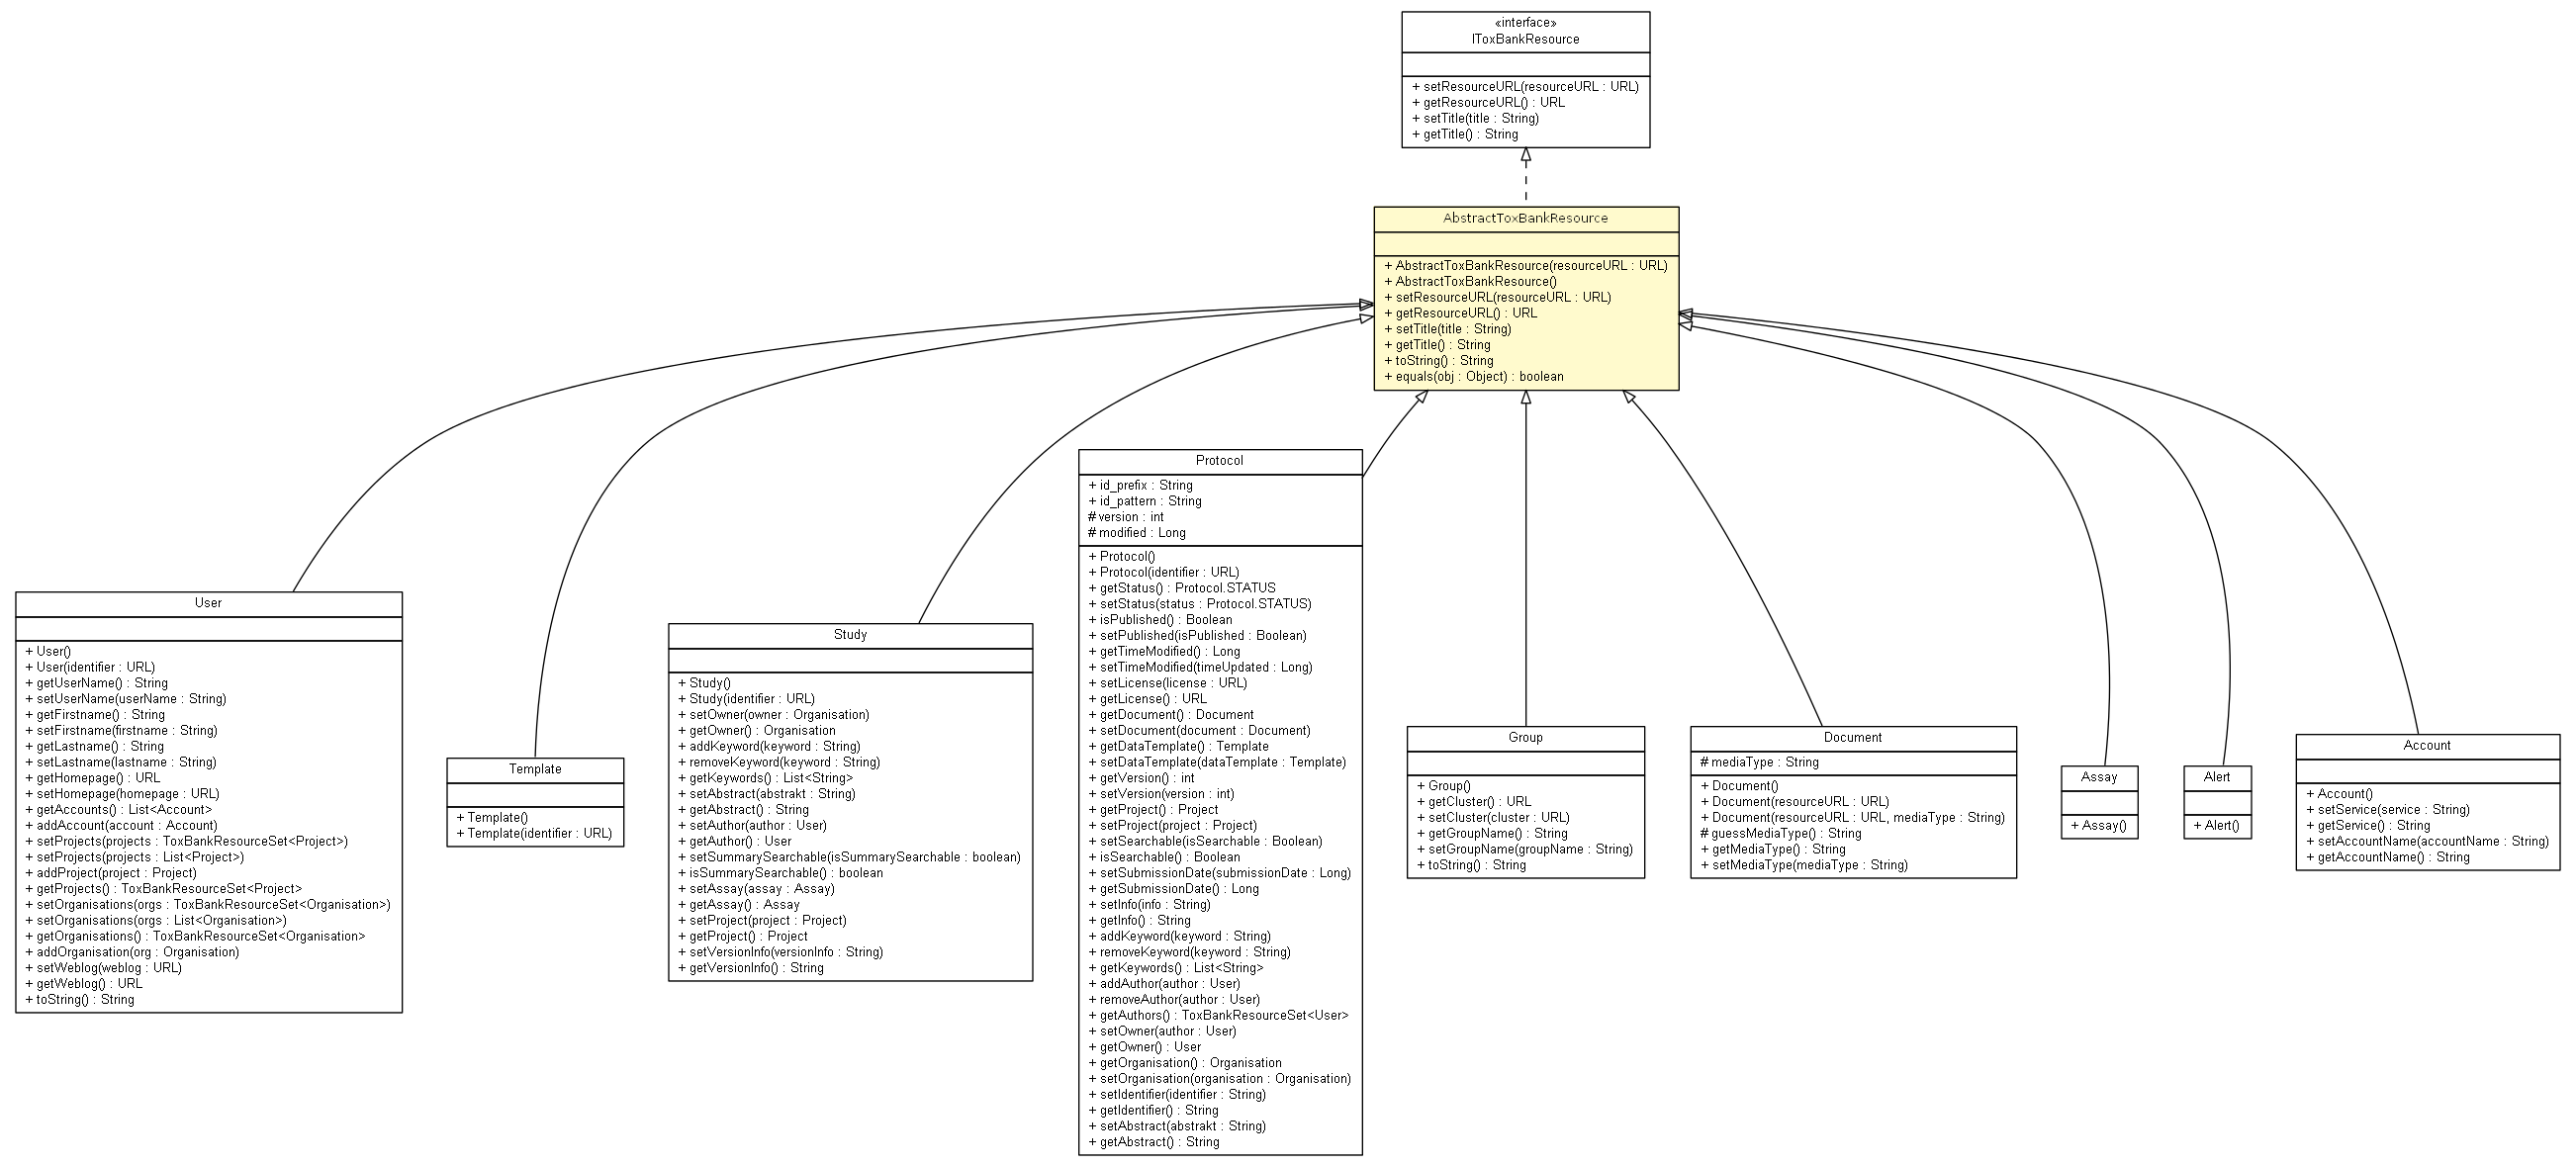 «interface»
IToxBankResource
+ setResourceURL(resourceURL : URL)
+ getResourceURL() : URL
+ setTitle(title : String)
+ getTitle() : String
AbstractToxBankResource
+ AbstractToxBankResource(resourceURL : URL)
+ AbstractToxBankResource()
+ setResourceURL(resourceURL : URL)
+ getResourceURL() : URL
+ setTitle(title : String)
+ getTitle() : String
+ toString() : String
+ equals(obj : Object) : boolean
User
+ User()
+ User(identifier : URL)
+ getUserName() : String
+ setUserName(userName : String)
+ getFirstname() : String
+ setFirstname(firstname : String)
+ getLastname() : String
+ setLastname(lastname : String)
+ getHomepage() : URL
+ setHomepage(homepage : URL)
+ getAccounts() : List<Account>
+ addAccount(account : Account)
+ setProjects(projects : ToxBankResourceSet<Project>)
+ setProjects(projects : List<Project>)
+ addProject(project : Project)
+ getProjects() : ToxBankResourceSet<Project>
+ setOrganisations(orgs : ToxBankResourceSet<Organisation>)
+ setOrganisations(orgs : List<Organisation>)
+ getOrganisations() : ToxBankResourceSet<Organisation>
+ addOrganisation(org : Organisation)
+ setWeblog(weblog : URL)
+ getWeblog() : URL
+ toString() : String
Template
+ Template()
+ Template(identifier : URL)
Study
+ Study()
+ Study(identifier : URL)
+ setOwner(owner : Organisation)
+ getOwner() : Organisation
+ addKeyword(keyword : String)
+ removeKeyword(keyword : String)
+ getKeywords() : List<String>
+ setAbstract(abstrakt : String)
+ getAbstract() : String
+ setAuthor(author : User)
+ getAuthor() : User
+ setSummarySearchable(isSummarySearchable : boolean)
+ isSummarySearchable() : boolean
+ setAssay(assay : Assay)
+ getAssay() : Assay
+ setProject(project : Project)
+ getProject() : Project
+ setVersionInfo(versionInfo : String)
+ getVersionInfo() : String
Protocol
+ id_prefix : String
+ id_pattern : String
# version : int
# modified : Long
+ Protocol()
+ Protocol(identifier : URL)
+ getStatus() : Protocol.STATUS
+ setStatus(status : Protocol.STATUS)
+ isPublished() : Boolean
+ setPublished(isPublished : Boolean)
+ getTimeModified() : Long
+ setTimeModified(timeUpdated : Long)
+ setLicense(license : URL)
+ getLicense() : URL
+ getDocument() : Document
+ setDocument(document : Document)
+ getDataTemplate() : Template
+ setDataTemplate(dataTemplate : Template)
+ getVersion() : int
+ setVersion(version : int)
+ getProject() : Project
+ setProject(project : Project)
+ setSearchable(isSearchable : Boolean)
+ isSearchable() : Boolean
+ setSubmissionDate(submissionDate : Long)
+ getSubmissionDate() : Long
+ setInfo(info : String)
+ getInfo() : String
+ addKeyword(keyword : String)
+ removeKeyword(keyword : String)
+ getKeywords() : List<String>
+ addAuthor(author : User)
+ removeAuthor(author : User)
+ getAuthors() : ToxBankResourceSet<User>
+ setOwner(author : User)
+ getOwner() : User
+ getOrganisation() : Organisation
+ setOrganisation(organisation : Organisation)
+ setIdentifier(identifier : String)
+ getIdentifier() : String
+ setAbstract(abstrakt : String)
+ getAbstract() : String
Group
+ Group()
+ getCluster() : URL
+ setCluster(cluster : URL)
+ getGroupName() : String
+ setGroupName(groupName : String)
+ toString() : String
Document
# mediaType : String
+ Document()
+ Document(resourceURL : URL)
+ Document(resourceURL : URL, mediaType : String)
# guessMediaType() : String
+ getMediaType() : String
+ setMediaType(mediaType : String)
Assay
+ Assay()
Alert
+ Alert()
Account
+ Account()
+ setService(service : String)
+ getService() : String
+ setAccountName(accountName : String)
+ getAccountName() : String